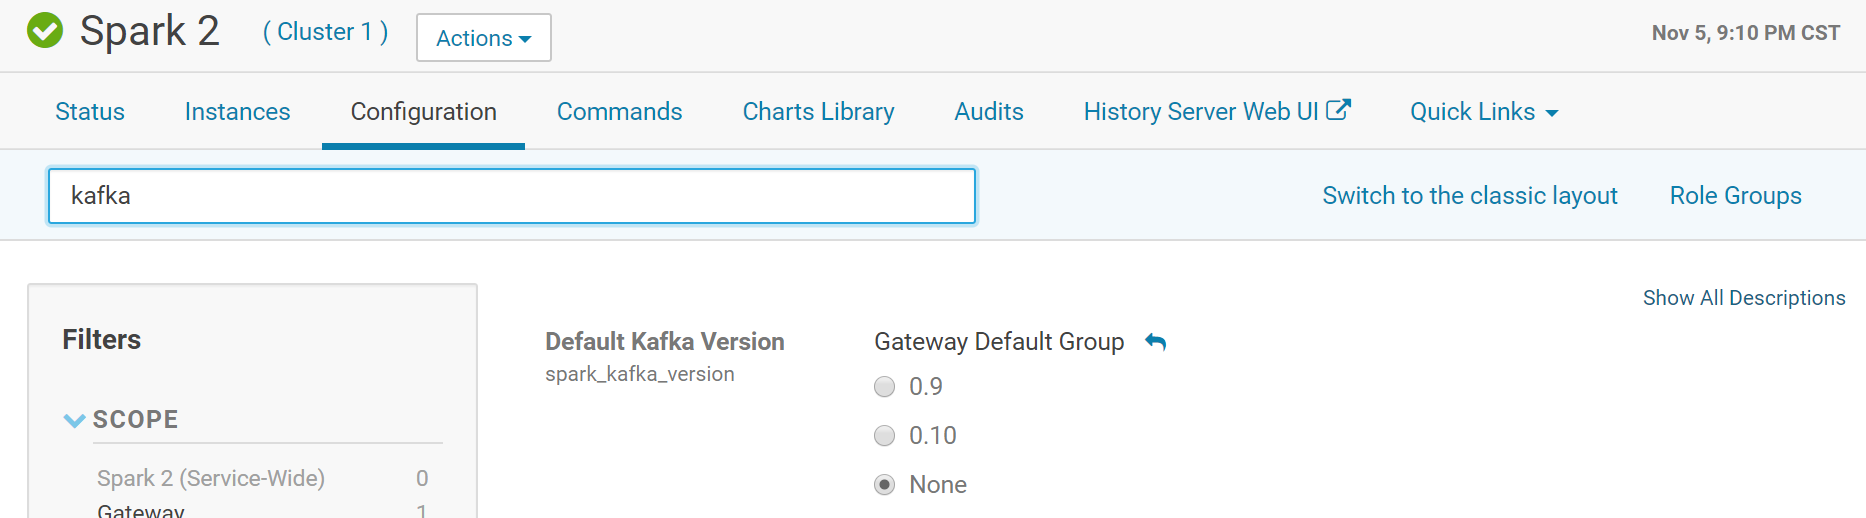 Spark 2 ( Cluster 1 ) Actions Nov 5, 9:10 PM CST
Status Instances Configuration Commands Charts Library Audits History Server Web UI Quick Links
kafka Switch to the classic layout Role Groups
Show All Descriptions
Filters Default Kafka Version Gateway Default Group
spark_kafka_version
0.9
SCOPE 0.10
Spark 2 (Service-Wide) 0 None
Gateway 1